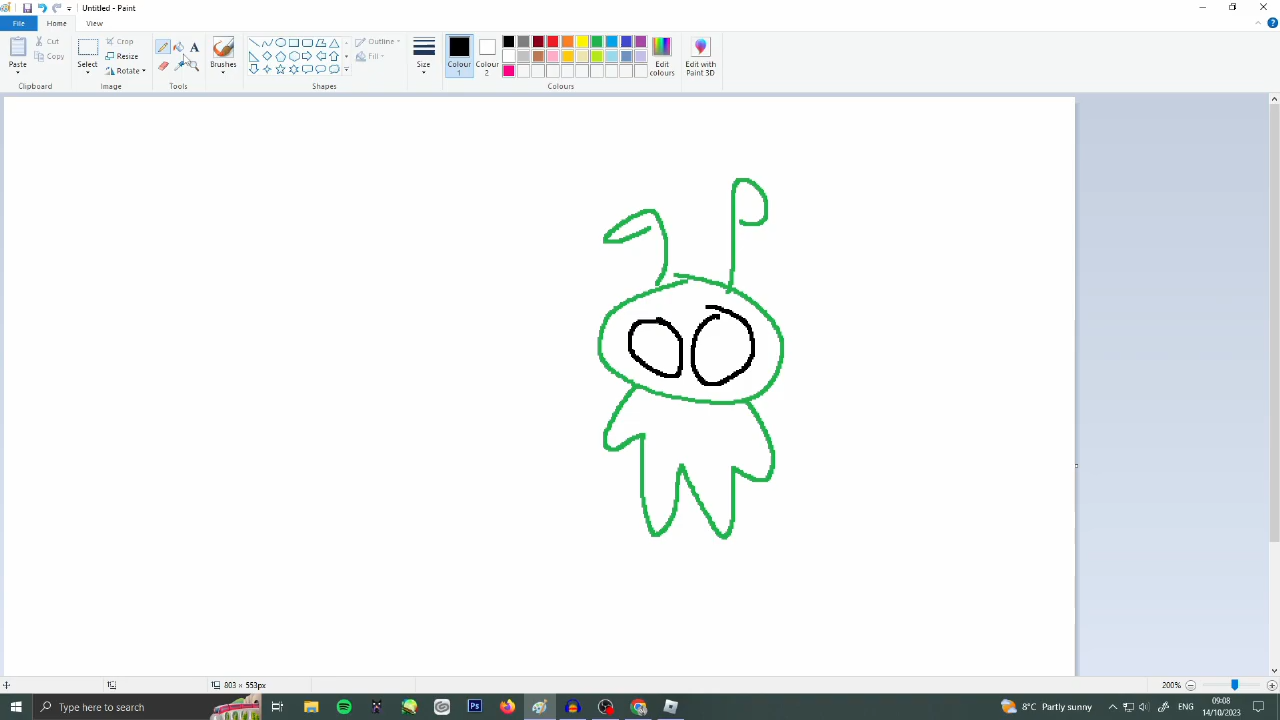 Untitled - Paint
File
Home
View
Paste
Cut
Copy
Clipboard
Select
Crop
Resize
Rotate
Image
A
Tools
Brushes
Shapes
Outline
Fill
Size
Colour 1
Colour 2
Colours
Edit colours
Edit with Paint 3D
803 × 553px
200%
Type here to search
Ps
8°C Partly sunny
ENG
09:08
14/10/2023